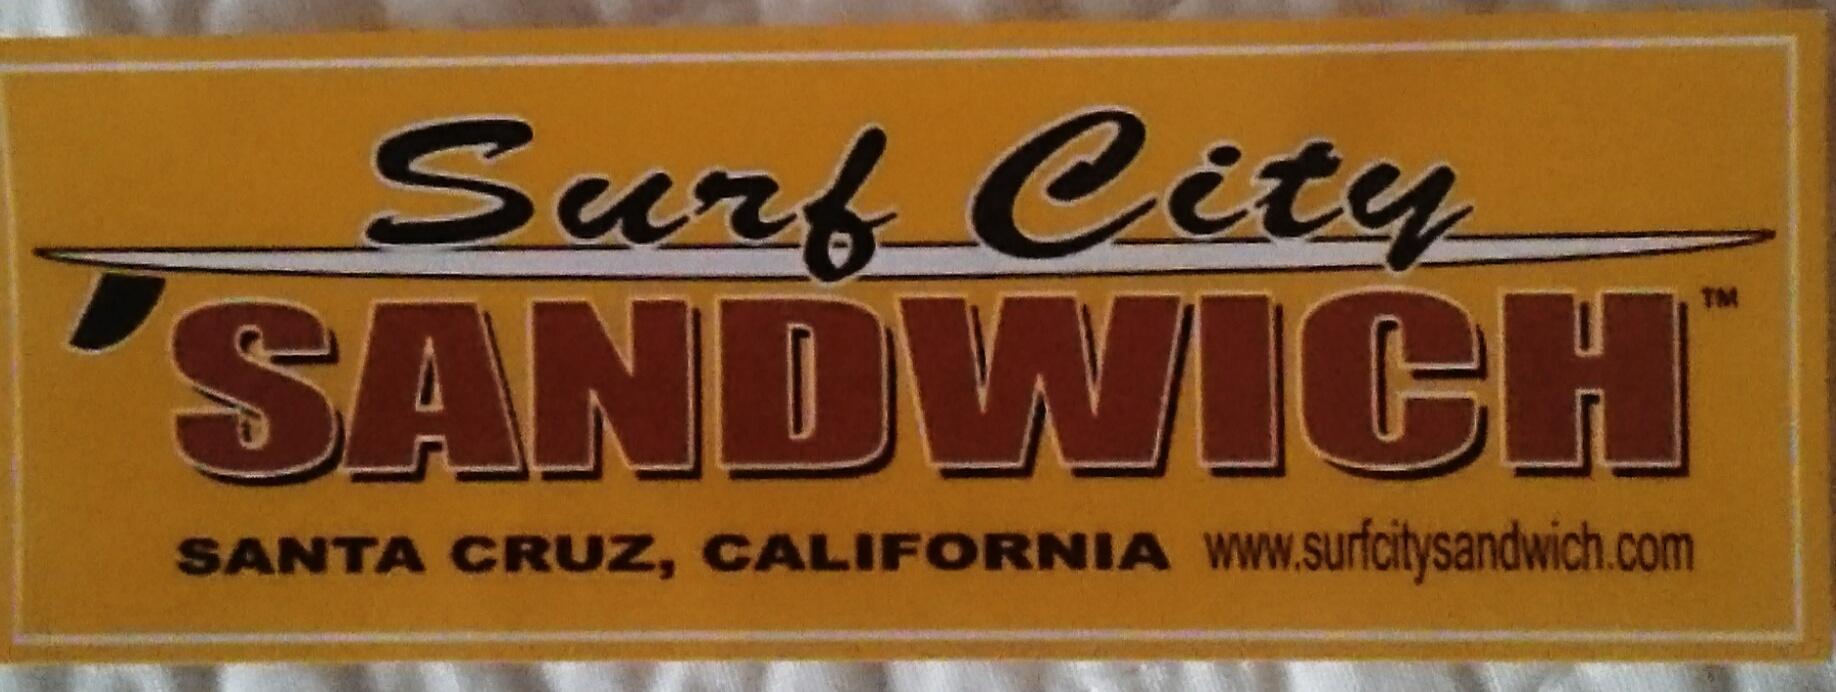 Surf City
SANDWICH™
SANTA CRUZ, CALIFORNIA www.surfcitysandwich.com